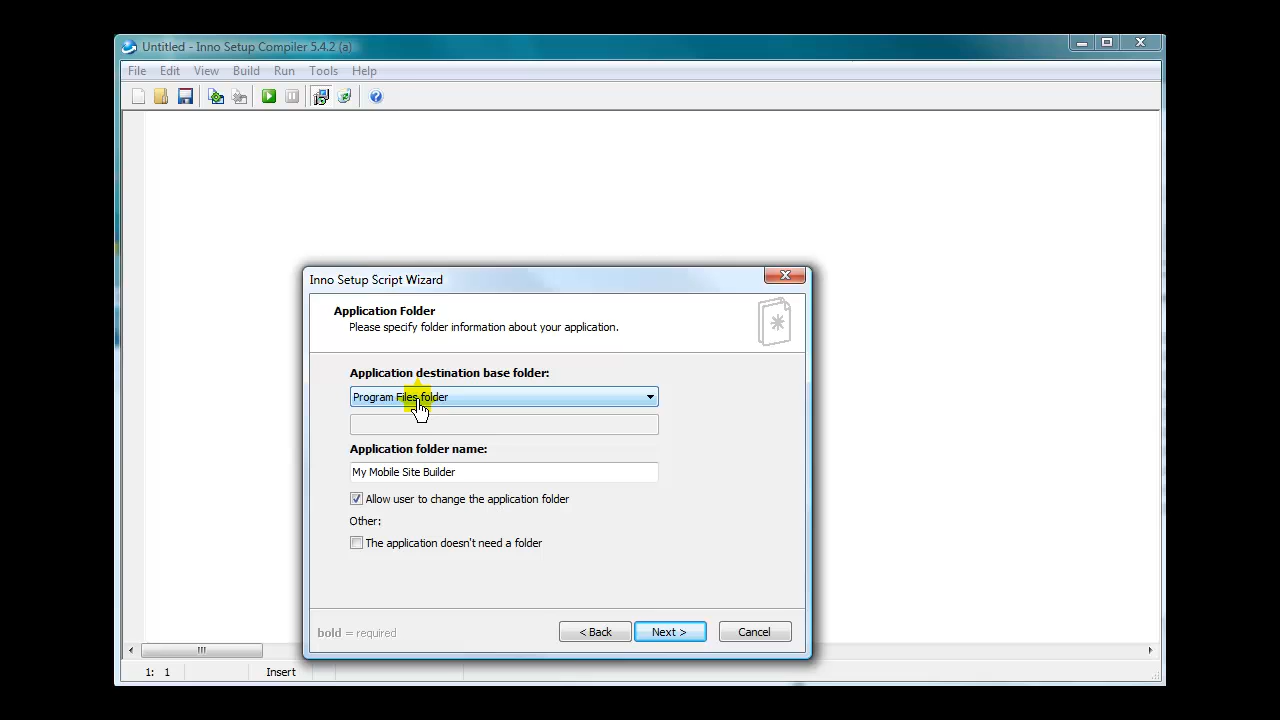 Untitled - Inno Setup Compiler 5.4.2 (a)
File Edit View Build Run Tools Help
Inno Setup Script Wizard
Application Folder
Please specify folder information about your application.
Application destination base folder:
Program Files folder
Application folder name:
My Mobile Site Builder
Allow user to change the application folder
Other:
The application doesn't need a folder
bold = required
< Back Next > Cancel
1: 1 Insert